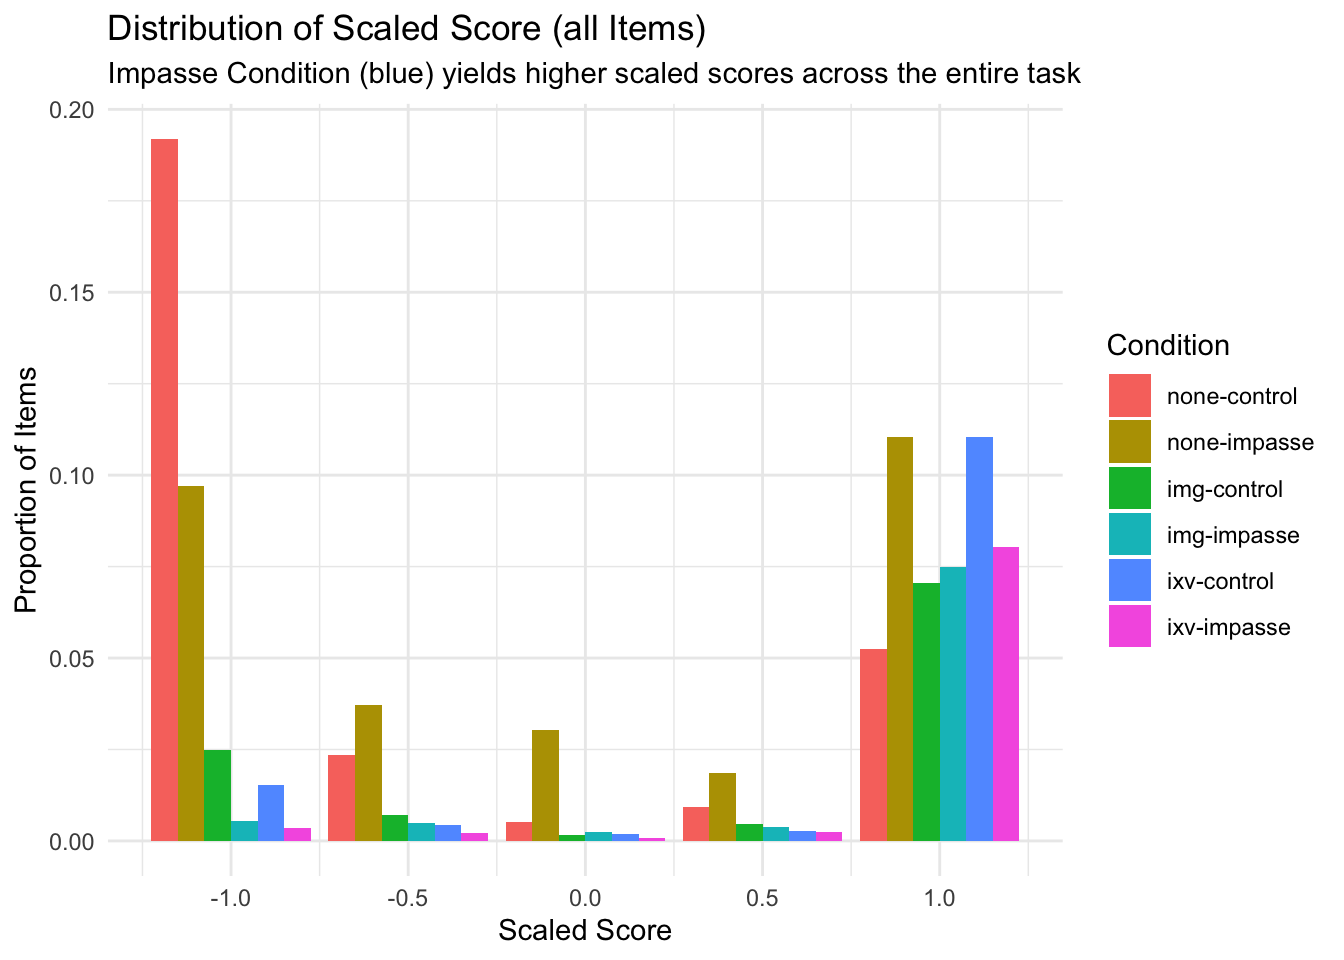 Distribution of Scaled Score (all Items)
Impasse Condition (blue) yields higher scaled scores across the entire task
0.20
0.15
0.10
0.05
0.00
Proportion of Items
-1.0 -0.5 0.0 0.5 1.0
Scaled Score
Condition
none-control
none-impasse
img-control
img-impasse
ixv-control
ixv-impasse